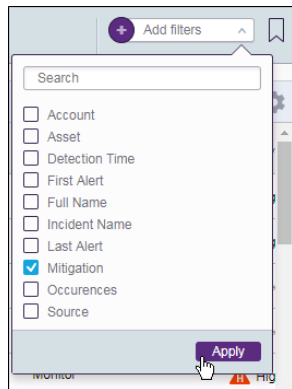 Add filters
Search
Account
Asset
Detection Time
First Alert
Full Name
Incident Name
Last Alert
Mitigation
Occurences
Source
Apply
Monitor
Hig